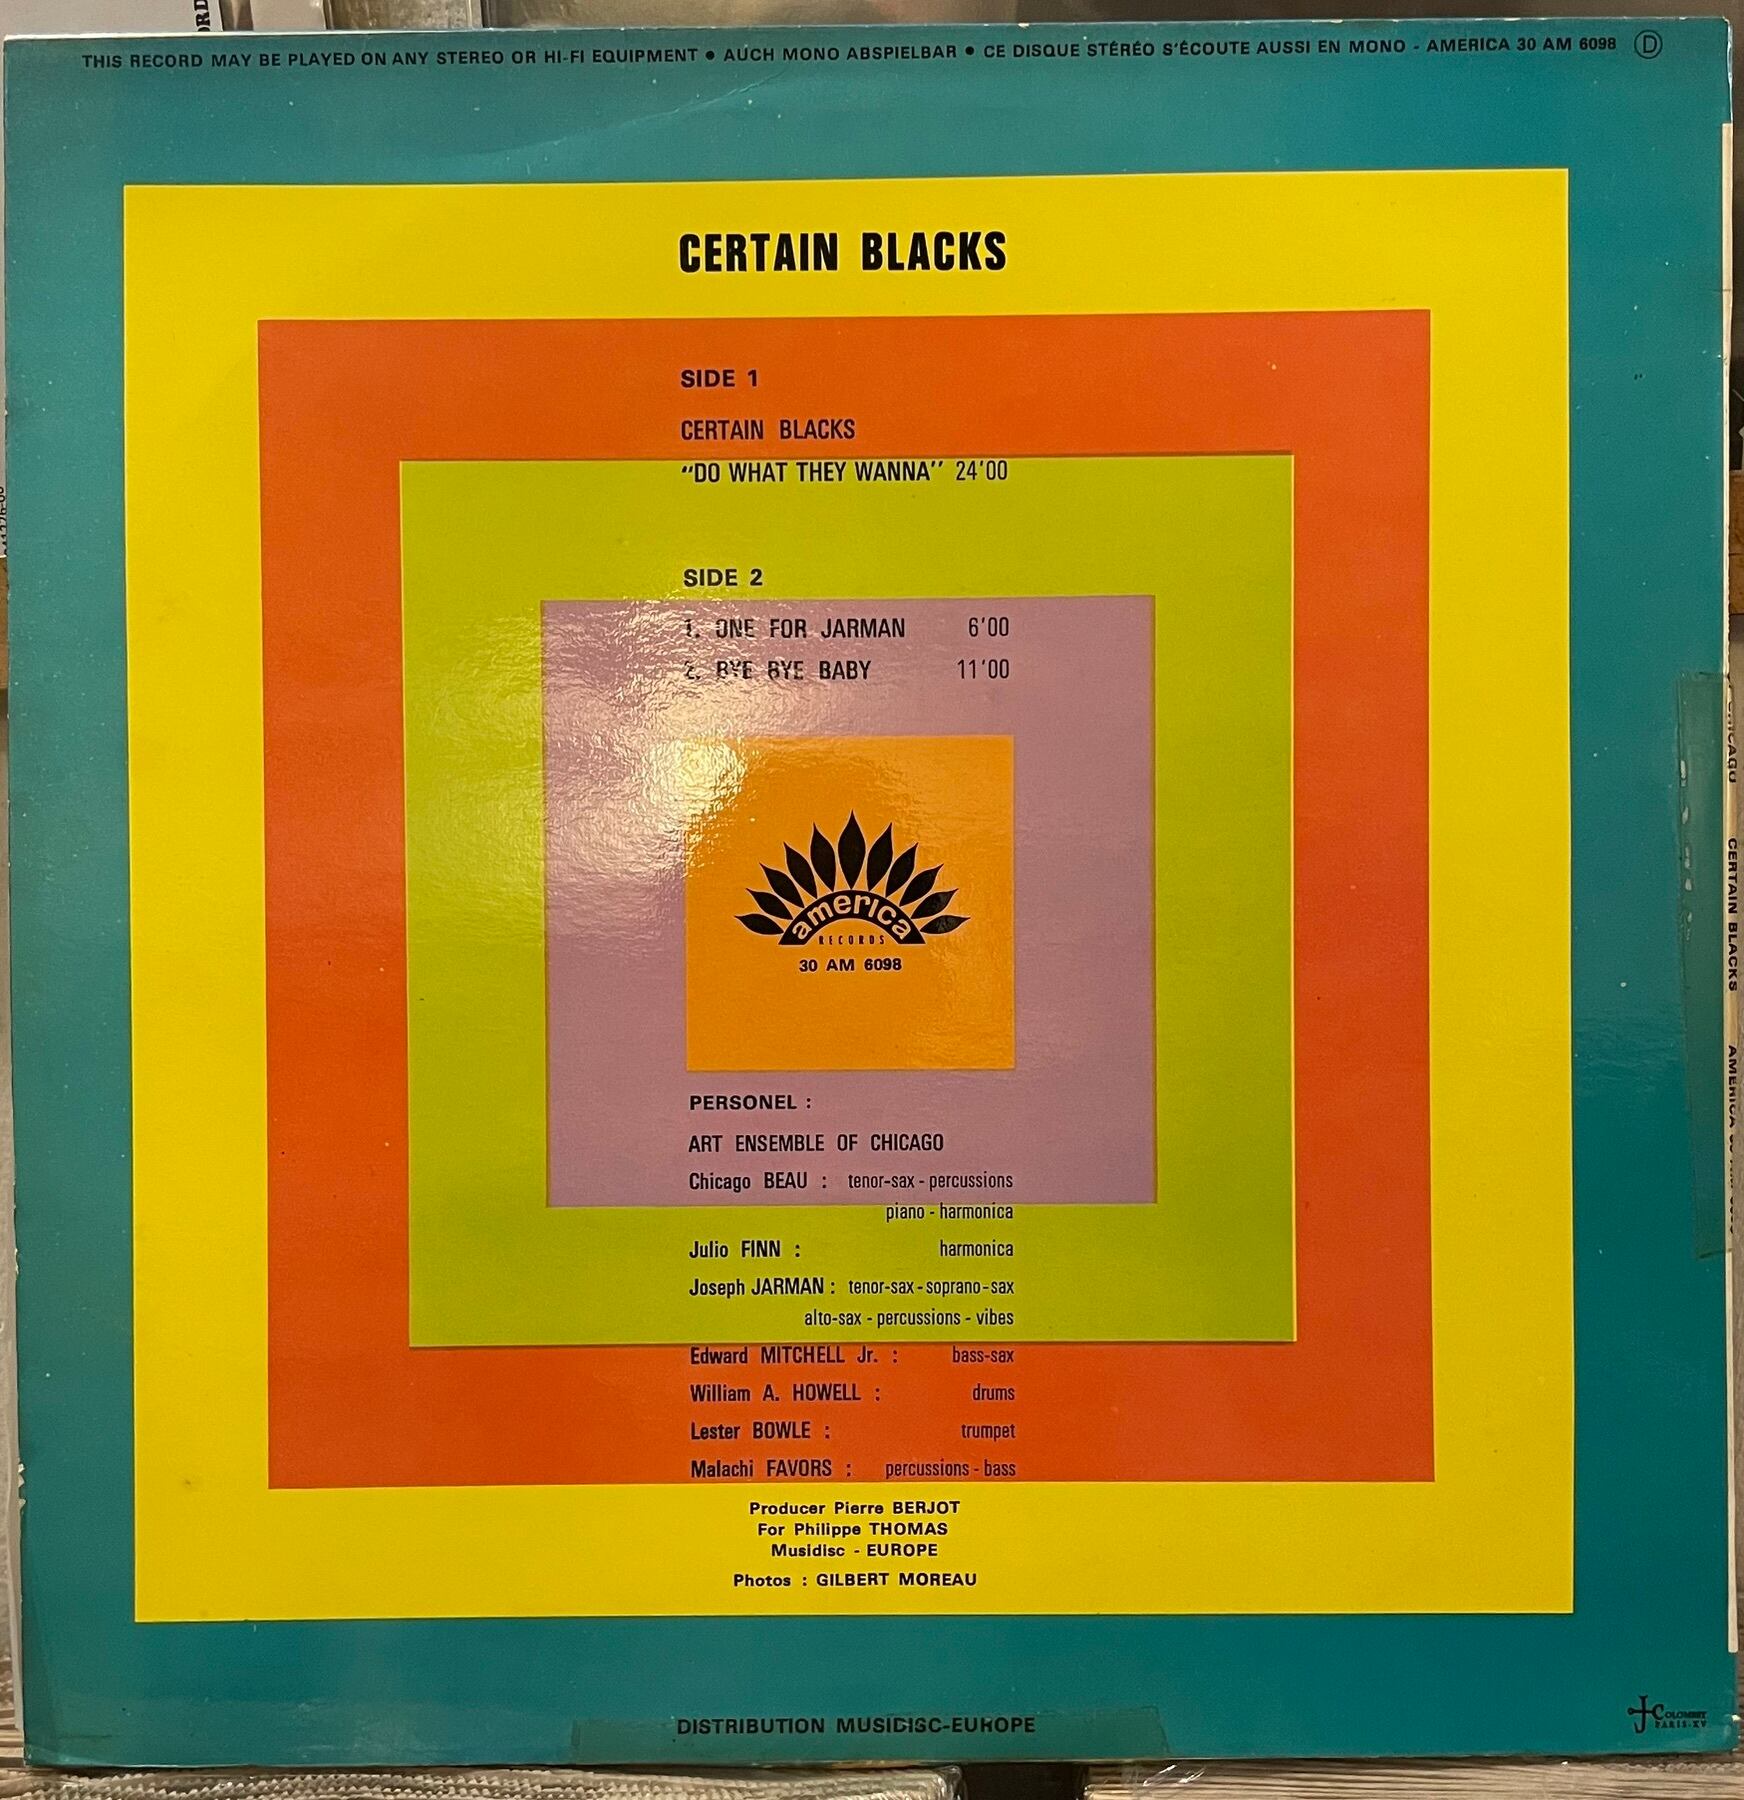 THIS RECORD MAY BE PLAYED ON ANY STEREO OR HI-FI EQUIPMENT ● AUCH MONO ABSPIELBAR ● CE DISQUE STÉRÉO S'ÉCOUTE AUSSI EN MONO - AMERICA 30 AM 6098 D
CERTAIN BLACKS
SIDE 1
CERTAIN BLACKS
“DO WHAT THEY WANNA” 24'00
SIDE 2
1. ONE FOR JARMAN 6'00
2. BYE BYE BABY 11'00
america
RECORDS
30 AM 6098
PERSONEL :
ART ENSEMBLE OF CHICAGO
Chicago BEAU : tenor-sax - percussions
piano - harmonica
Julio FINN : harmonica
Joseph JARMAN : tenor-sax - soprano-sax
alto-sax - percussions - vibes
Edward MITCHELL Jr. : bass-sax
William A. HOWELL : drums
Lester BOWLE : trumpet
Malachi FAVORS : percussions - bass
Producer Pierre BERJOT
For Philippe THOMAS
Musidisc - EUROPE
Photos : GILBERT MOREAU
DISTRIBUTION MUSIDISC-EUROPE
PARIS-XV
CHICAGO CERTAIN BLACKS AMERICA